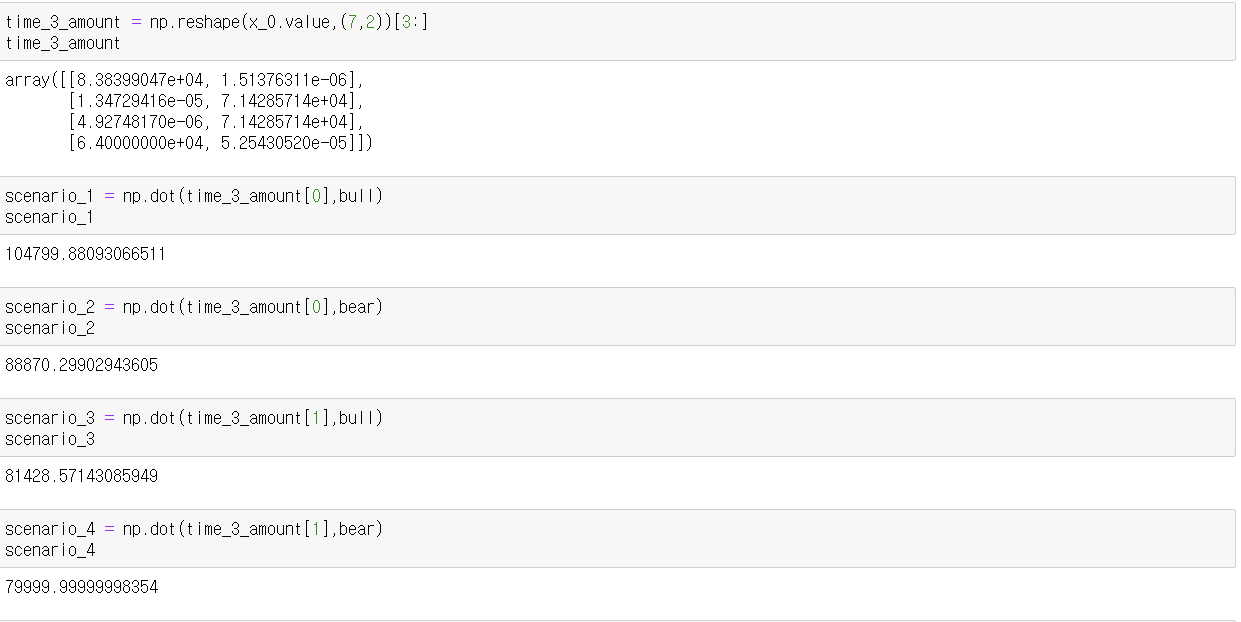 time_3_amount = np.reshape(x_0.value,(7,2))[3:]
time_3_amount
array([[8.38399047e+04, 1.51376311e-06],
[1.34729416e-05, 7.14285714e+04],
[4.92748170e-06, 7.14285714e+04],
[6.40000000e+04, 5.25430520e-05]])
scenario_1 = np.dot(time_3_amount[0],bull)
scenario_1
104799.88093066511
scenario_2 = np.dot(time_3_amount[0],bear)
scenario_2
88870.29902943605
scenario_3 = np.dot(time_3_amount[1],bull)
scenario_3
81428.57143085949
scenario_4 = np.dot(time_3_amount[1],bear)
scenario_4
79999.99999998354